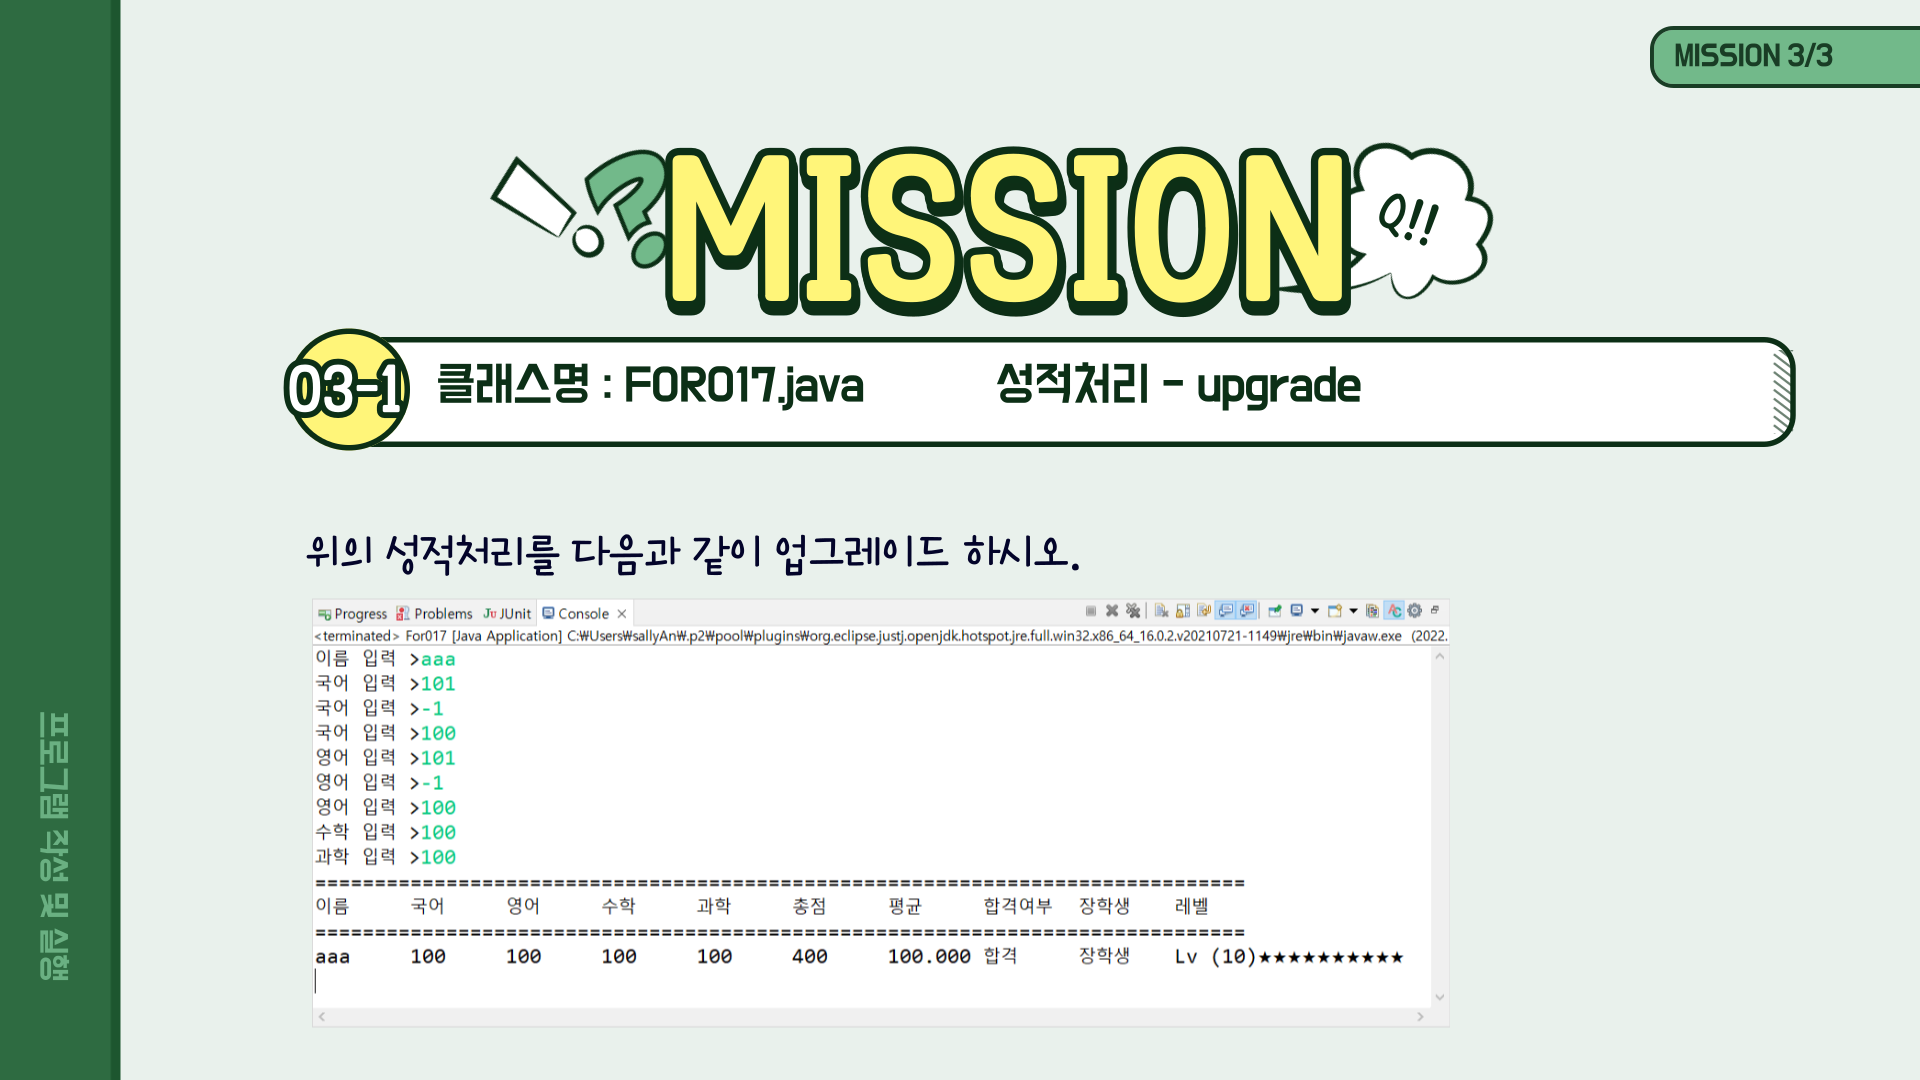 MISSION 3/3
MISSION
Q!!
03-1
클래스명 : FOR017.java 성적처리 - upgrade
위의 성적처리를 다음과 같이 업그레이드 하시오.
Progress Problems JUnit Console
<terminated> For017 [Java Application] C:₩Users₩sallyAn₩.p2₩pool₩plugins₩org.eclipse.justj.openjdk.hotspot.jre.full.win32.x86_64_16.0.2.v20210721-1149₩jre₩bin₩javaw.exe (2022.
이름 입력 >aaa
국어 입력 >101
국어 입력 >-1
국어 입력 >100
영어 입력 >101
영어 입력 >-1
영어 입력 >100
수학 입력 >100
과학 입력 >100
==============================================================================
이름 국어 영어 수학 과학 총점 평균 합격여부 장학생 레벨
==============================================================================
aaa 100 100 100 100 400 100.000 합격 장학생 Lv (10)★★★★★★★★★★
프로그램 작성 및 실행